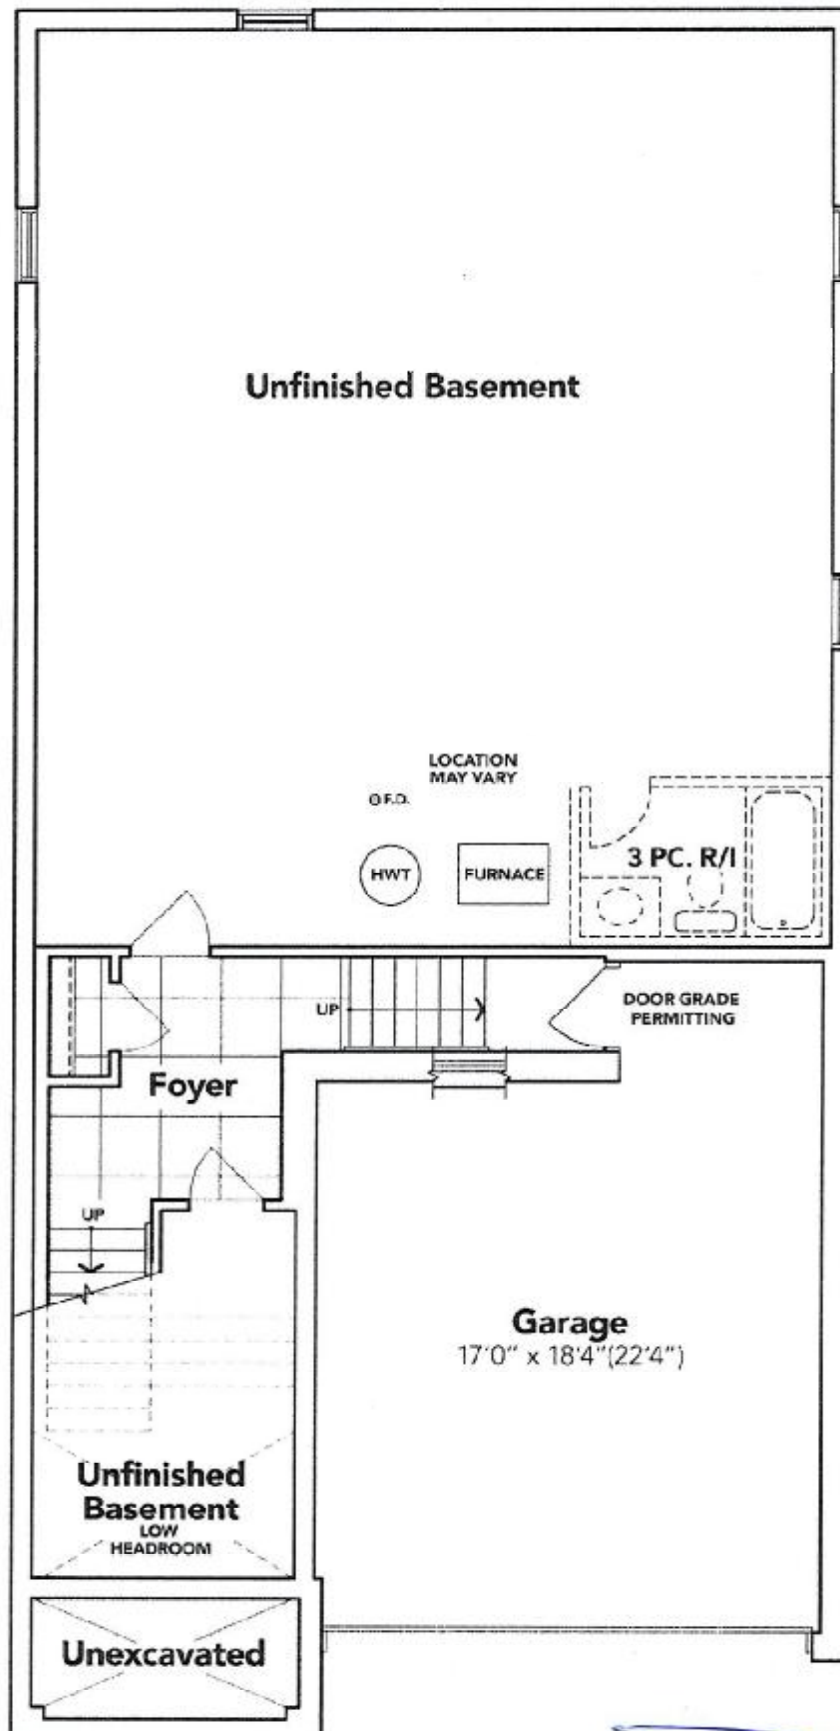 Unfinished Basement
LOCATION
MAY VARY
F.D.
HWT
FURNACE
3 PC. R/I
UP
DOOR GRADE
PERMITTING
Foyer
UP
Garage
17'0" x 18'4"(22'4")
Unfinished
Basement
LOW
HEADROOM
Unexcavated